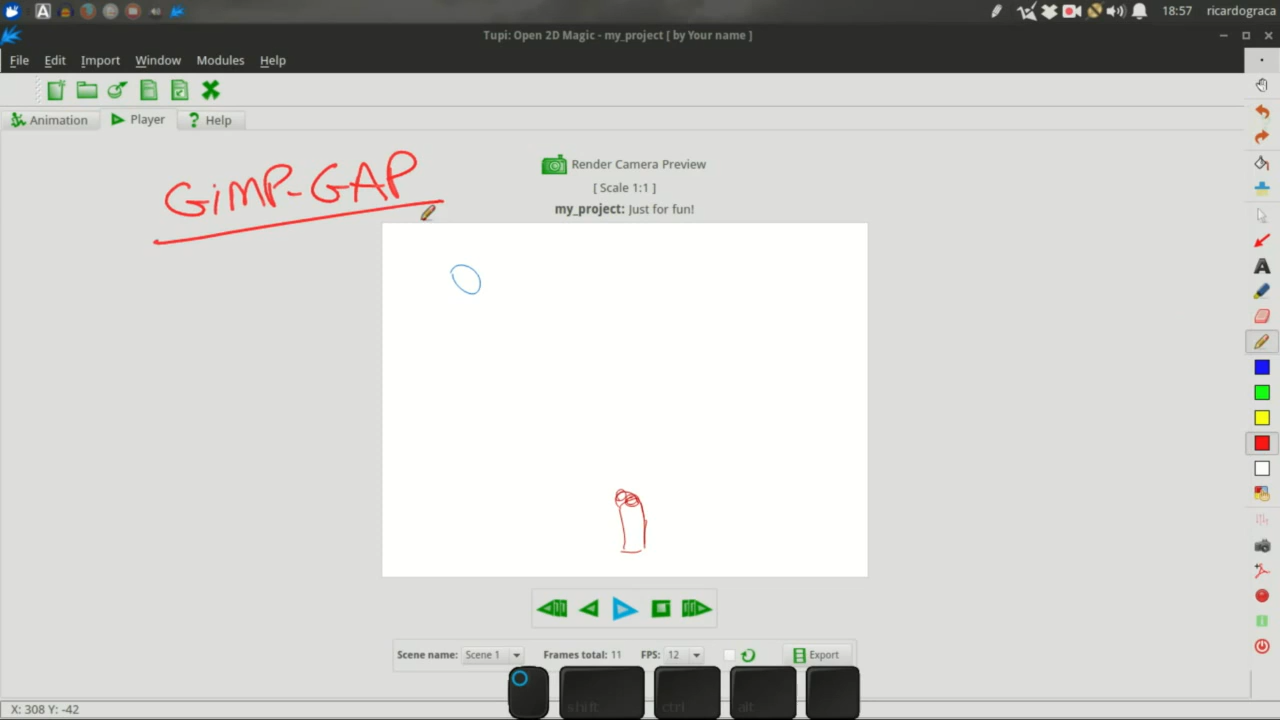 18:57 ricardograca
Tupi: Open 2D Magic - my_project [ by Your name ]
File Edit Import Window Modules Help
Animation Player Help
GiMP-GAP
Render Camera Preview
[ Scale 1:1 ]
my_project: Just for fun!
Scene name: Scene 1 Frames total: 11 FPS: 12 Export
shift ctrl alt
X: 308 Y: -42